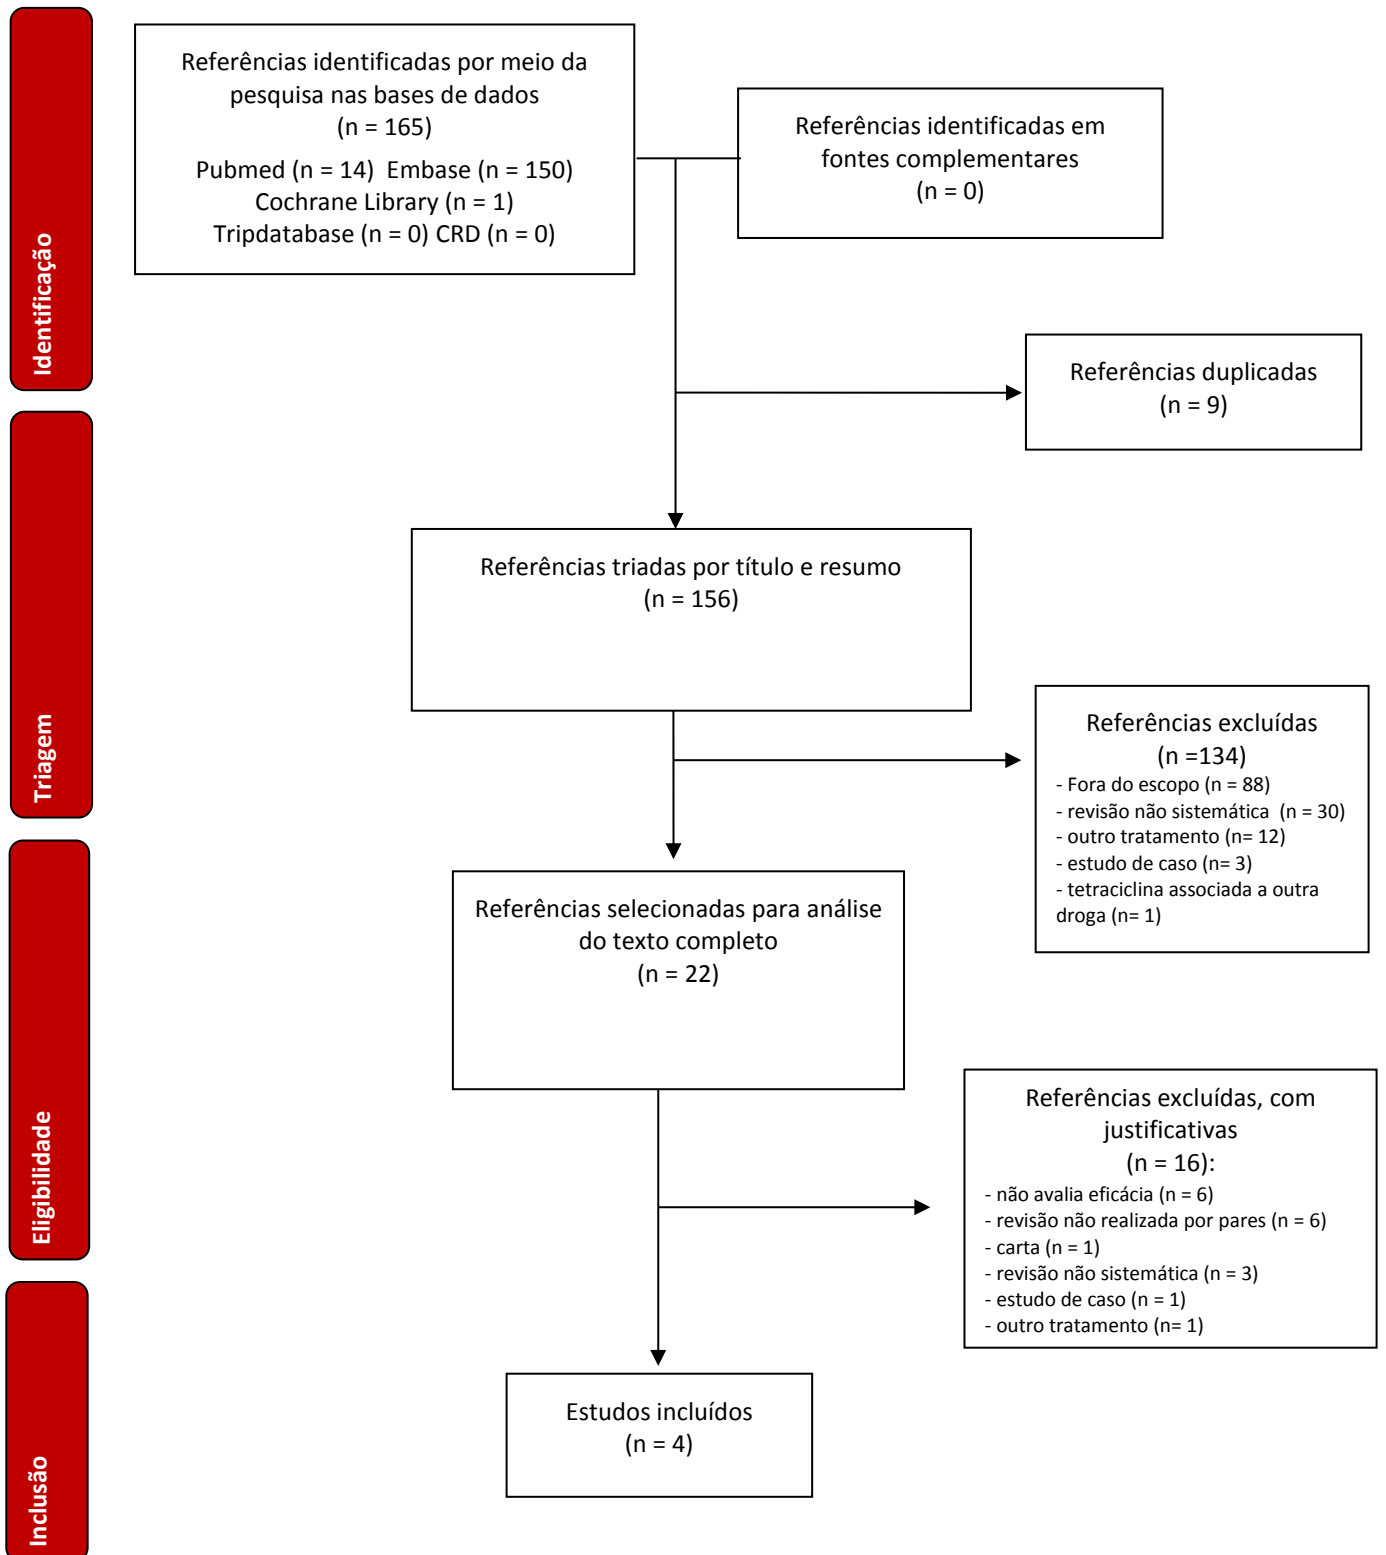 Identificação
Referências identificadas por meio da
pesquisa nas bases de dados
(n = 165)
Pubmed (n = 14)  Embase (n = 150)
Cochrane Library (n = 1)
Tripdatabase (n = 0) CRD (n = 0)
Referências identificadas em
fontes complementares
(n = 0)
Referências duplicadas
(n = 9)
Triagem
Referências triadas por título e resumo
(n = 156)
Referências excluídas
(n =134)
- Fora do escopo (n = 88)
- revisão não sistemática  (n = 30)
- outro tratamento (n= 12)
- estudo de caso (n= 3)
- tetraciclina associada a outra
droga (n= 1)
Eligibilidade
Referências selecionadas para análise
do texto completo
(n = 22)
Referências excluídas, com
justificativas
(n = 16):
- não avalia eficácia (n = 6)
- revisão não realizada por pares (n = 6)
- carta (n = 1)
- revisão não sistemática (n = 3)
- estudo de caso (n = 1)
- outro tratamento (n= 1)
Inclusão
Estudos incluídos
(n = 4)